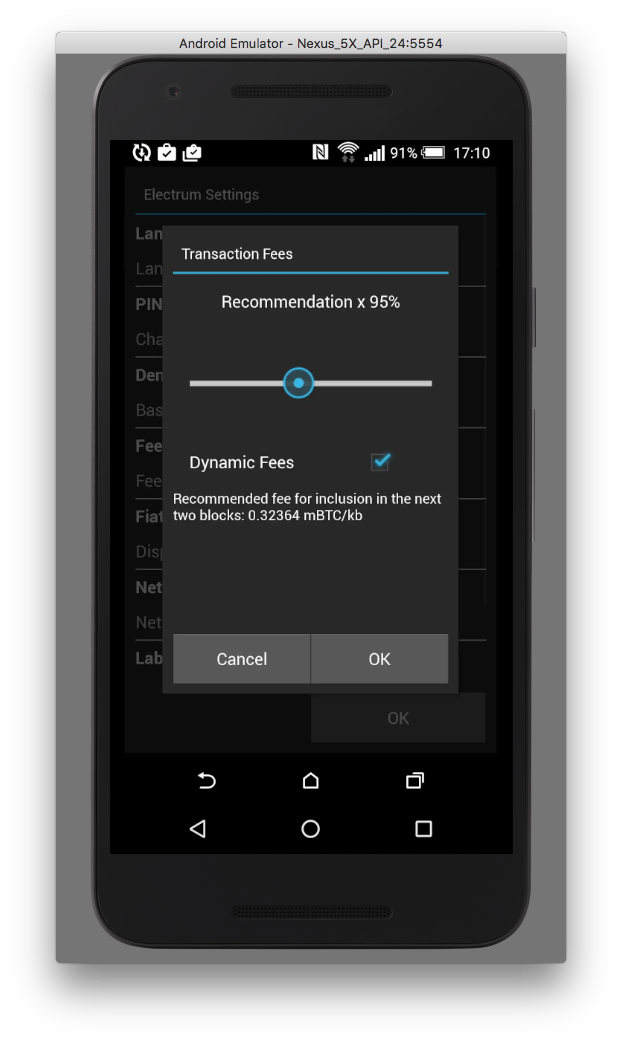 Android Emulator - Nexus_5X_API_24:5554
91% 17:10
Electrum Settings
Lan
Transaction Fees
Lan
Recommendation x 95%
PIN
Cha
Den
Bas
Fee
Dynamic Fees
Fee
Recommended fee for inclusion in the next
Fiat
two blocks: 0.32364 mBTC/kb
Disp
Net
Net
Lab
Cancel OK
OK